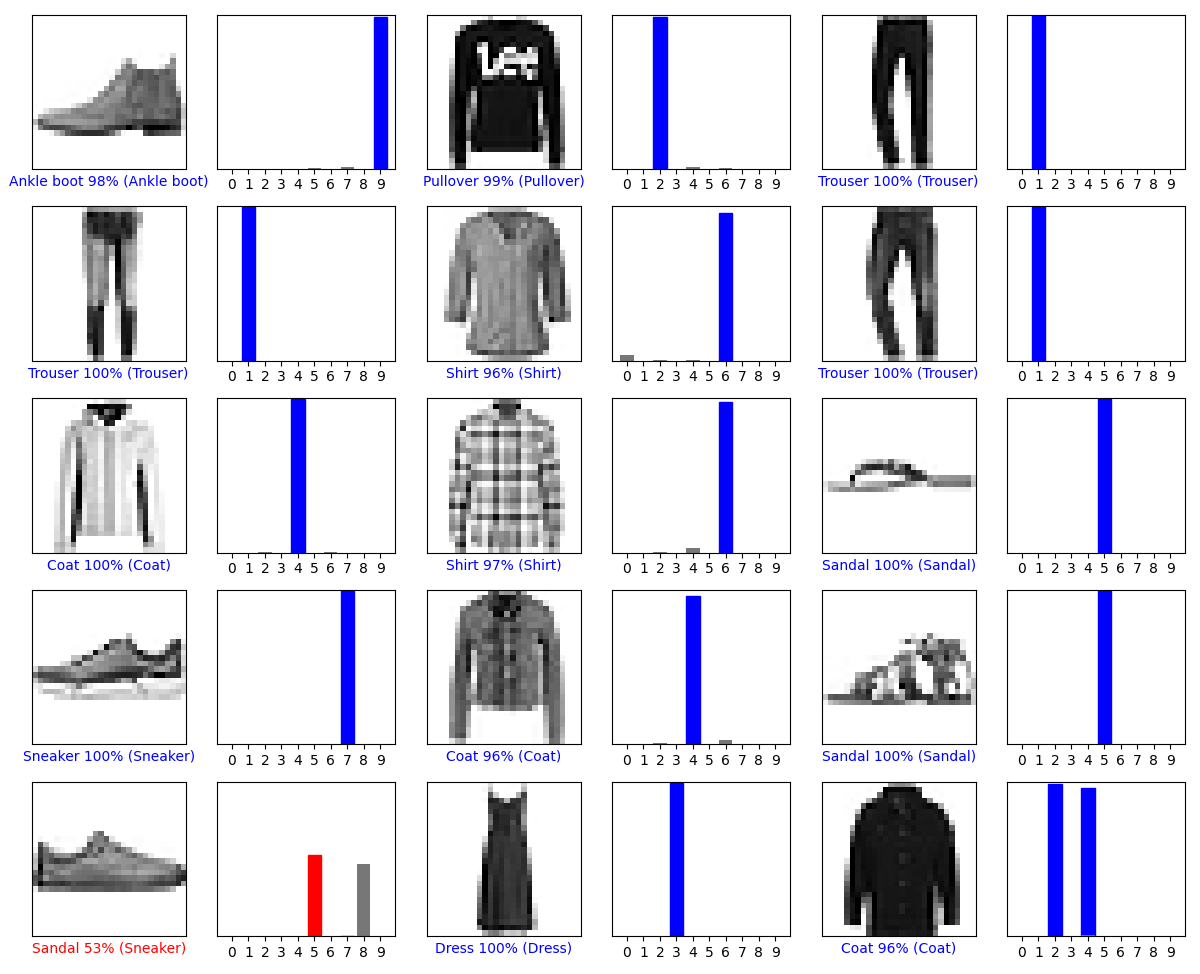 Lee
0 1 2 3 4 5 6 7 8 9
0 1 2 3 4 5 6 7 8 9
0 1 2 3 4 5 6 7 8 9
Ankle boot 98% (Ankle boot)
Pullover 99% (Pullover)
Trouser 100% (Trouser)
0 1 2 3 4 5 6 7 8 9
0 1 2 3 4 5 6 7 8 9
0 1 2 3 4 5 6 7 8 9
Trouser 100% (Trouser)
Shirt 96% (Shirt)
Trouser 100% (Trouser)
0 1 2 3 4 5 6 7 8 9
0 1 2 3 4 5 6 7 8 9
0 1 2 3 4 5 6 7 8 9
Coat 100% (Coat)
Shirt 97% (Shirt)
Sandal 100% (Sandal)
0 1 2 3 4 5 6 7 8 9
0 1 2 3 4 5 6 7 8 9
0 1 2 3 4 5 6 7 8 9
Sneaker 100% (Sneaker)
Coat 96% (Coat)
Sandal 100% (Sandal)
0 1 2 3 4 5 6 7 8 9
0 1 2 3 4 5 6 7 8 9
0 1 2 3 4 5 6 7 8 9
Sandal 53% (Sneaker)
Dress 100% (Dress)
Coat 96% (Coat)